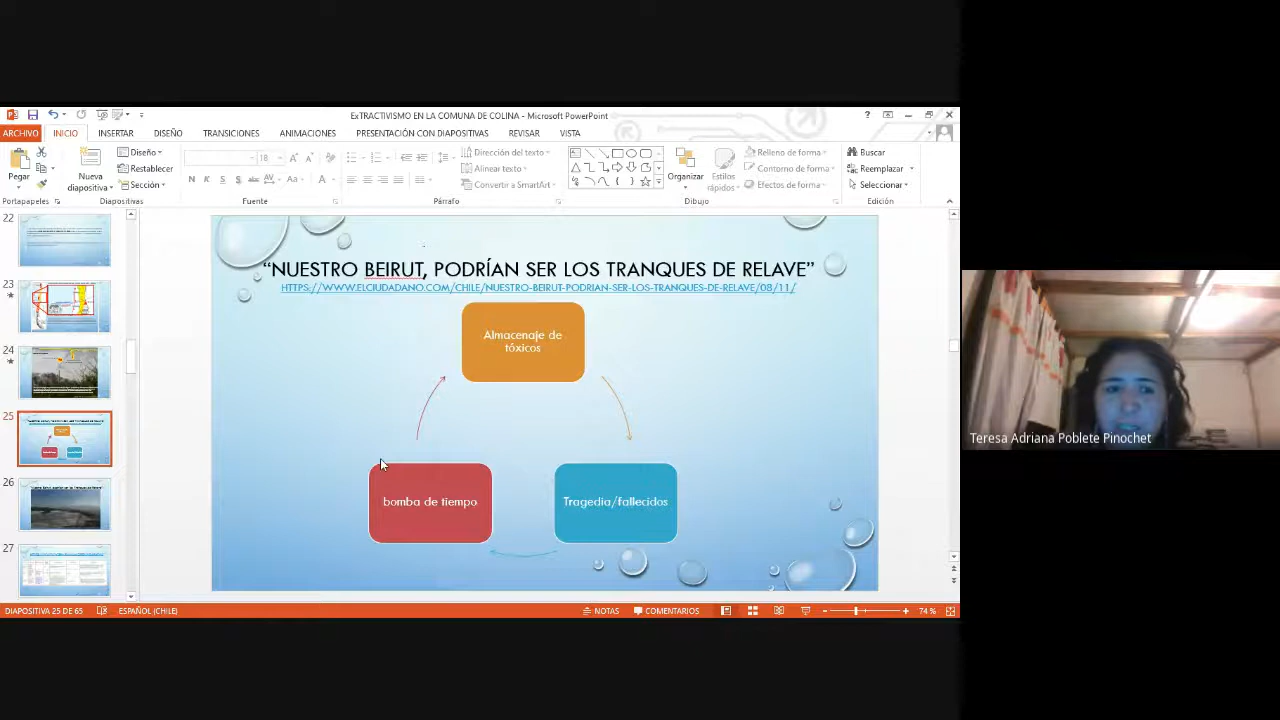 ExTRACTIVISMO EN LA COMUNA DE COLINA - Microsoft PowerPoint
ARCHIVO INICIO INSERTAR DISEÑO TRANSICIONES ANIMACIONES PRESENTACIÓN CON DIAPOSITIVAS REVISAR VISTA
Pegar
Nueva diapositiva
Diseño
Restablecer
Sección
18
N K S S abc AV Aa A
Dirección del texto
Alinear texto
Convertir a SmartArt
Organizar
Estilos rápidos
Relleno de forma
Contorno de forma
Efectos de forma
Buscar
Reemplazar
Seleccionar
Portapapeles Diapositivas Fuente Párrafo Dibujo Edición
22
23
24
25
26
27
“NUESTRO BEIRUT, PODRÍAN SER LOS TRANQUES DE RELAVE”
HTTPS://WWW.ELCIUDADANO.COM/CHILE/NUESTRO-BEIRUT-PODRIAN-SER-LOS-TRANQUES-DE-RELAVE/08/11/
Almacenaje de
tóxicos
bomba de tiempo
Tragedia/fallecidos
Teresa Adriana Poblete Pinochet
DIAPOSITIVA 25 DE 65 ESPAÑOL (CHILE) NOTAS COMENTARIOS 74 %